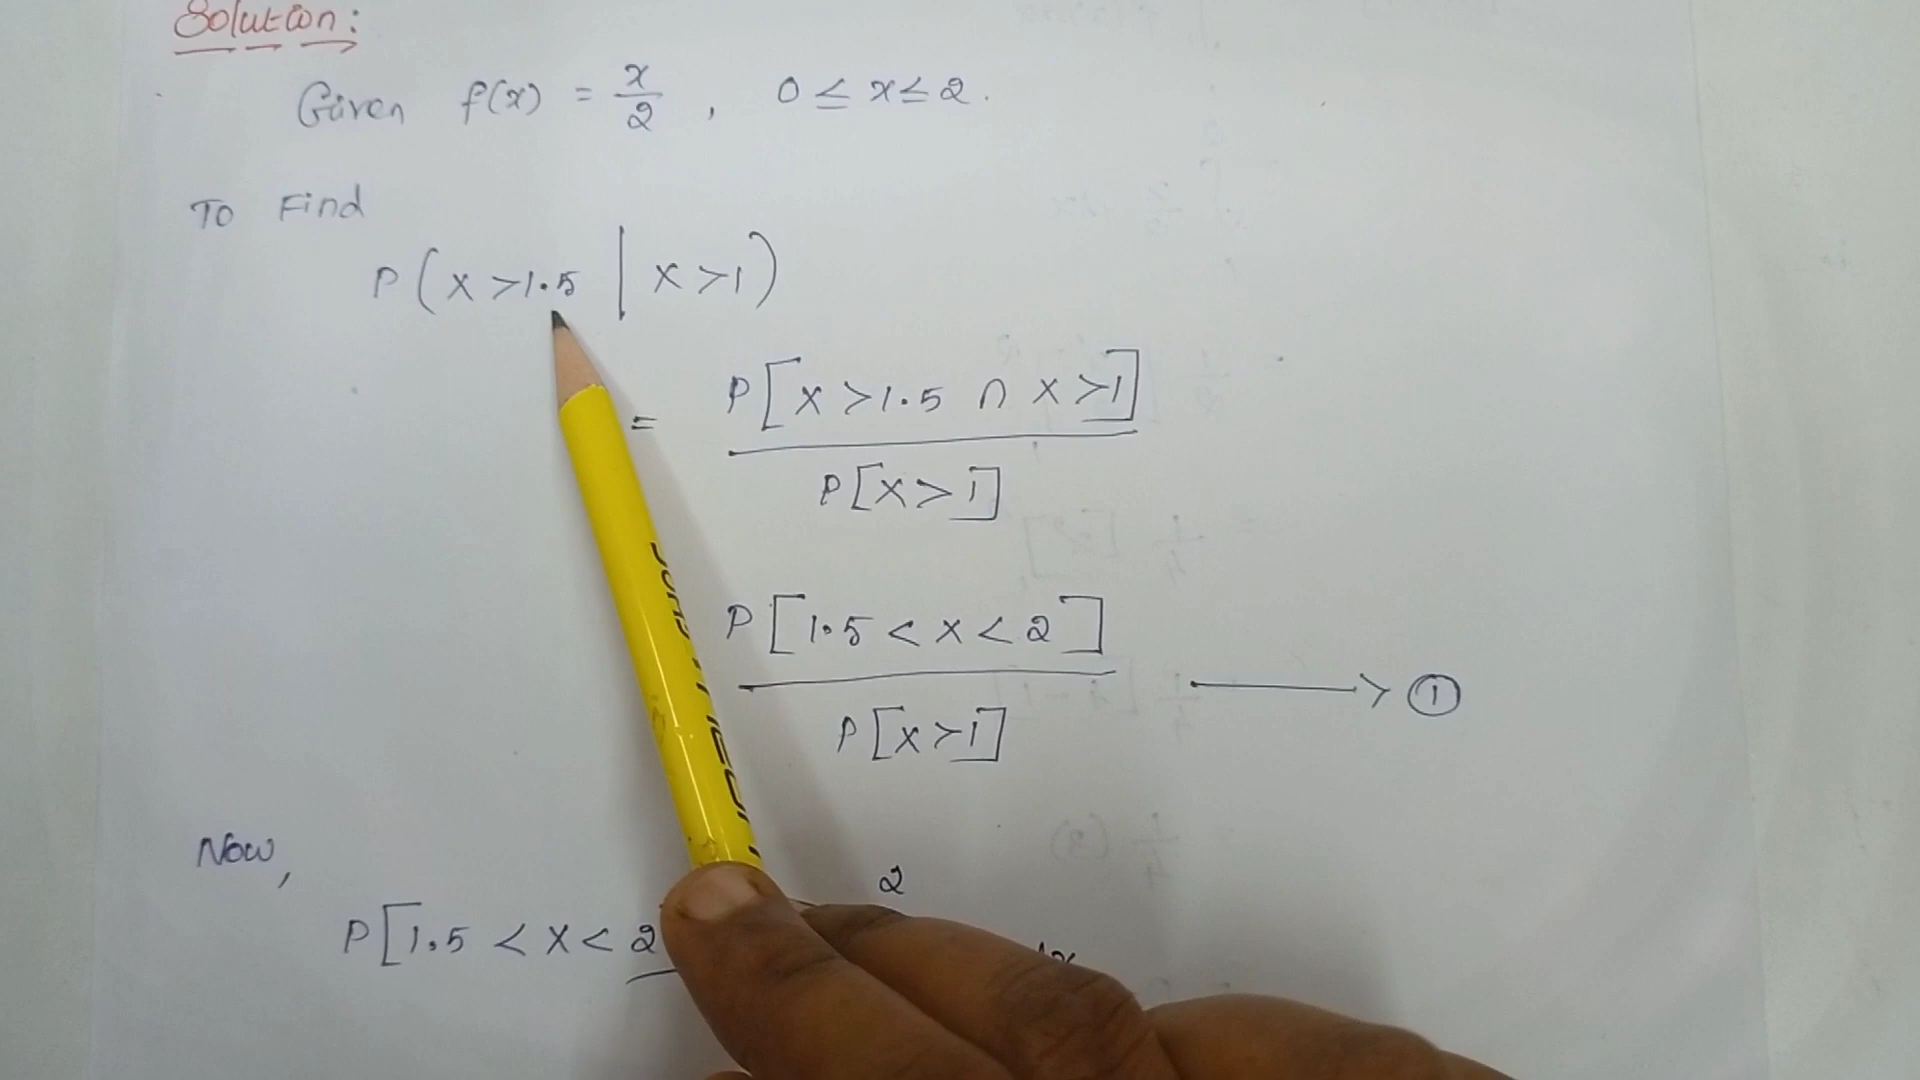 Solution:
Given f(x) = x/2 , 0 ≤ x ≤ 2.
To Find
P(X >1.5 | X >1)
= P[X >1.5 ∩ X >1] / P[X >1]
P[1.5 < X < 2] / P[X >1] → ①
Now,
P[1.5 < X < 2
2
dx